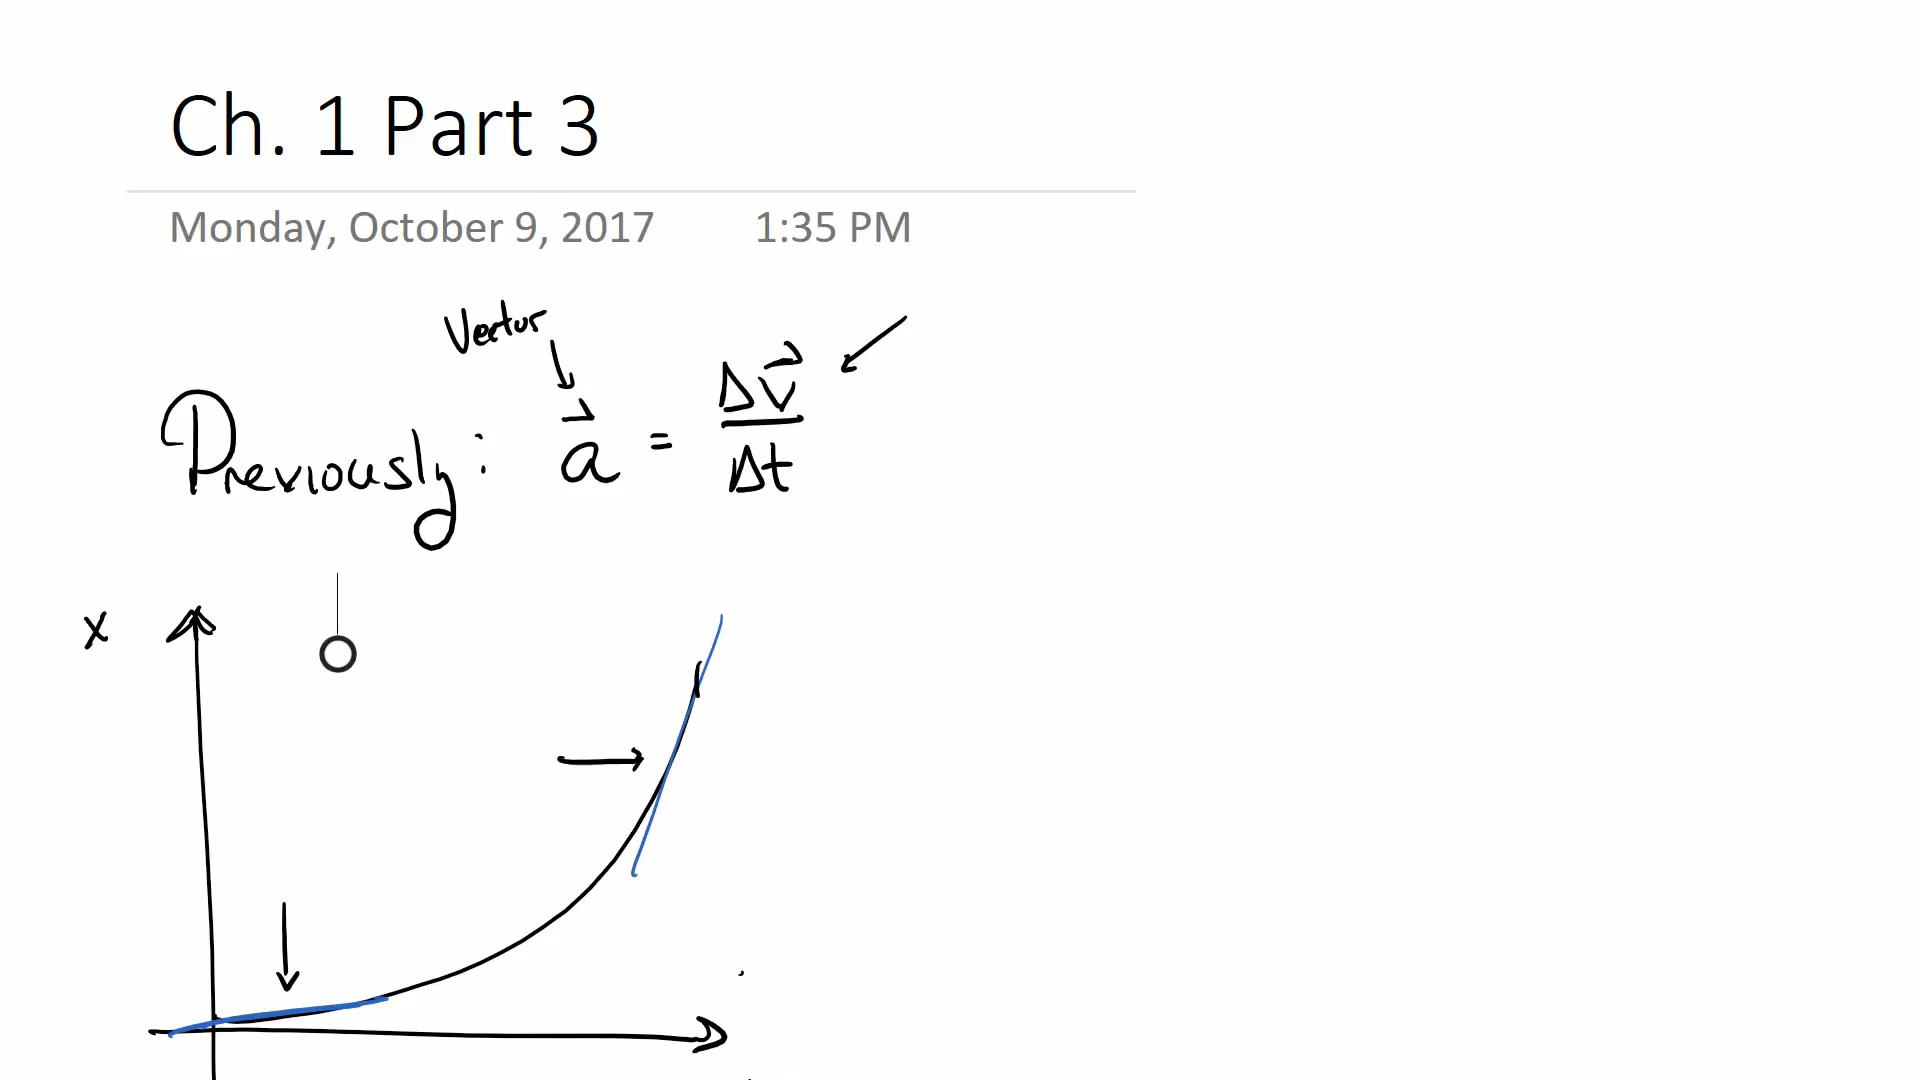 Ch. 1 Part 3
Monday, October 9, 2017 1:35 PM
Vector
Previously: a⃗ = Δv⃗/Δt
x